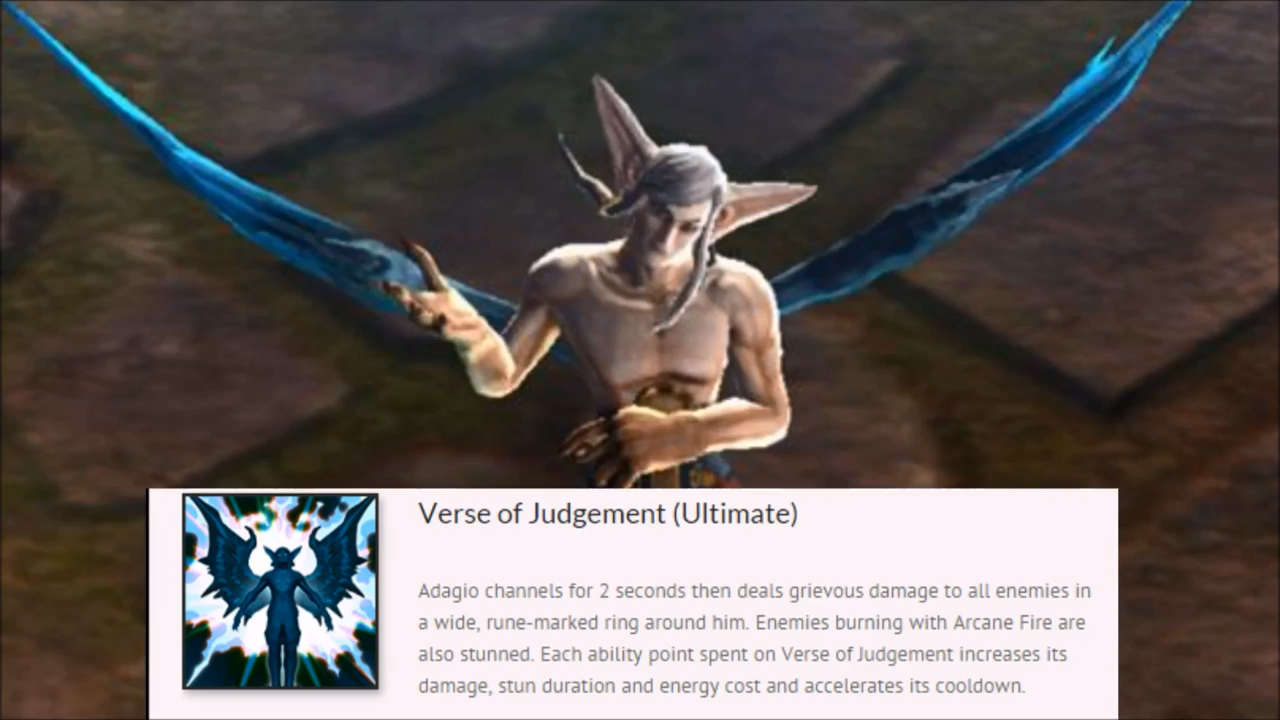 Verse of Judgement (Ultimate)
Adagio channels for 2 seconds then deals grievous damage to all enemies in
a wide, rune-marked ring around him. Enemies burning with Arcane Fire are
also stunned. Each ability point spent on Verse of Judgement increases its
damage, stun duration and energy cost and accelerates its cooldown.